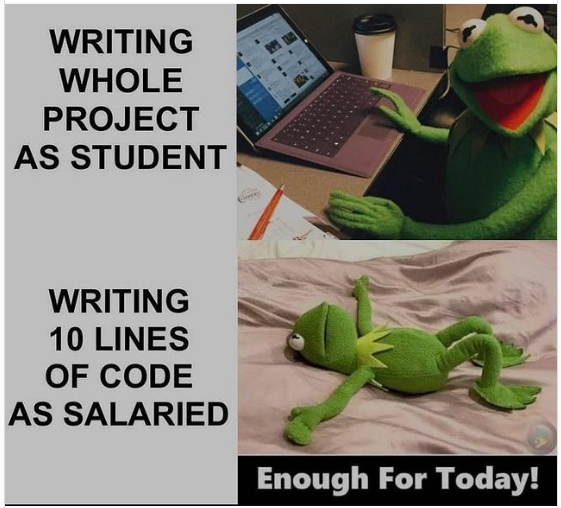 WRITING
WHOLE
PROJECT
AS STUDENT
WRITING
10 LINES
OF CODE
AS SALARIED
Enough For Today!